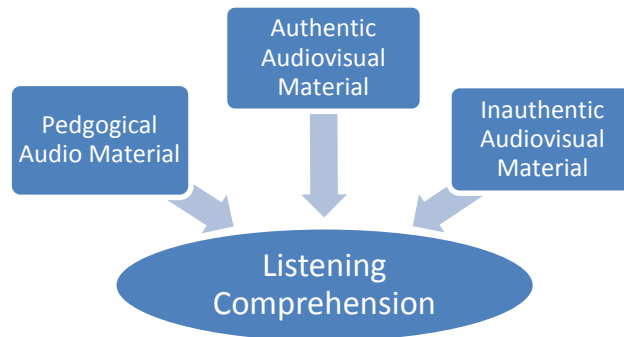 Authentic
Audiovisual
Material
Pedgogical
Audio Material
Inauthentic
Audiovisual
Material
Listening
Comprehension